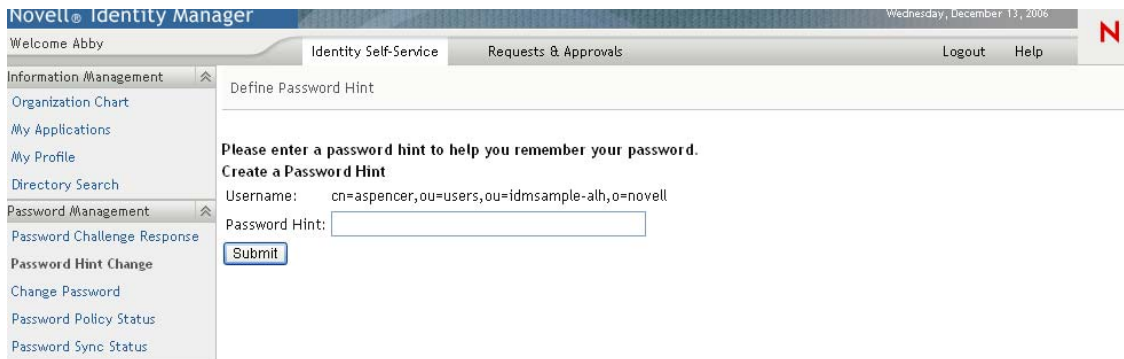 Novell® Identity Manager
Wednesday, December 13, 2006
N
Welcome Abby
Identity Self-Service
Requests & Approvals
Logout
Help
Information Management
Organization Chart
My Applications
My Profile
Directory Search
Password Management
Password Challenge Response
Password Hint Change
Change Password
Password Policy Status
Password Sync Status
Define Password Hint
Please enter a password hint to help you remember your password.
Create a Password Hint
Username: cn=aspencer,ou=users,ou=idmsample-alh,o=novell
Password Hint:
Submit